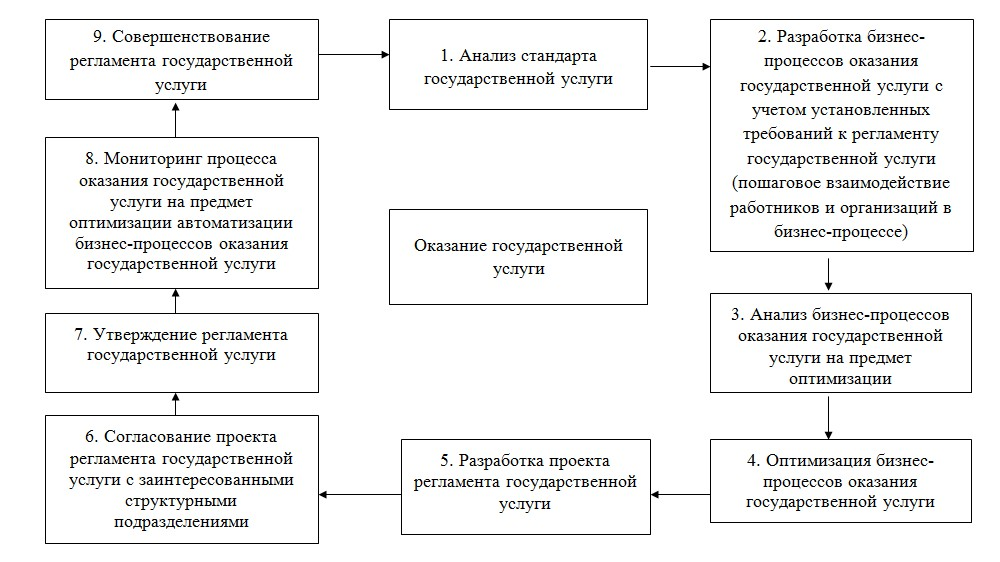 9. Совершенствование
регламента государственной
услуги
1. Анализ стандарта
государственной услуги
2. Разработка бизнес-
процессов оказания
государственной услуги с
учетом установленных
требований к регламенту
государственной услуги
(пошаговое взаимодействие
работников и организаций в
бизнес-процессе)
8. Мониторинг процесса
оказания государственной
услуги на предмет
оптимизации автоматизации
бизнес-процессов оказания
государственной услуги
Оказание государственной
услуги
3. Анализ бизнес-процессов
оказания государственной
услуги на предмет
оптимизации
7. Утверждение регламента
государственной услуги
6. Согласование проекта
регламента государственной
услуги с заинтересованными
структурными
подразделениями
5. Разработка проекта
регламента государственной
услуги
4. Оптимизация бизнес-
процессов оказания
государственной услуги